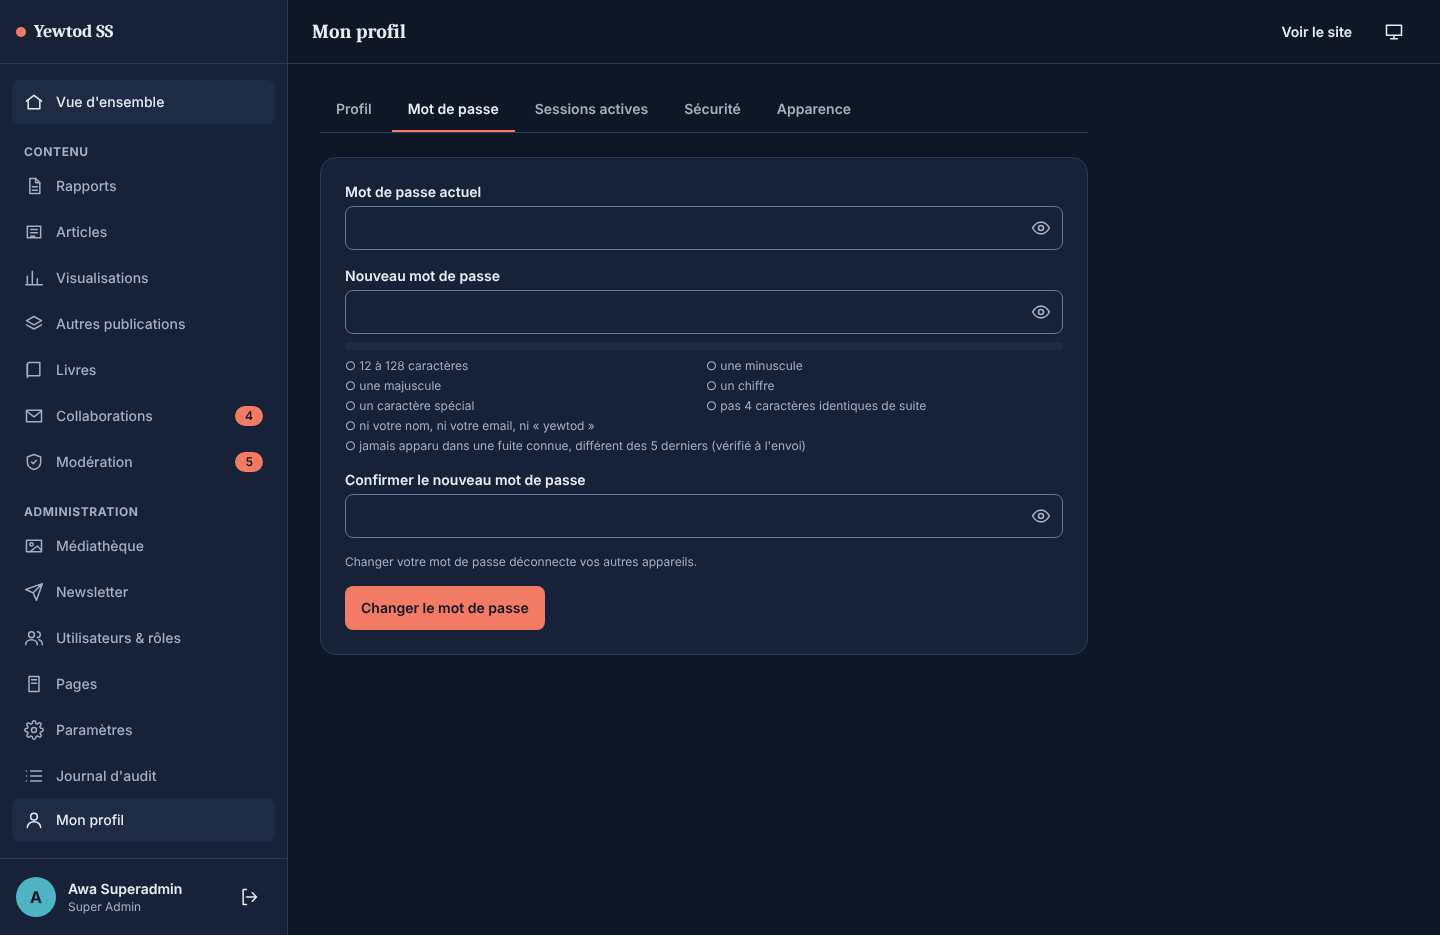 Yewtod SS
Mon profil
Voir le site
Vue d'ensemble
CONTENU
Rapports
Articles
Visualisations
Autres publications
Livres
Collaborations 4
Modération 5
ADMINISTRATION
Médiathèque
Newsletter
Utilisateurs & rôles
Pages
Paramètres
Journal d'audit
Mon profil
A
Awa Superadmin
Super Admin
Profil Mot de passe Sessions actives Sécurité Apparence
Mot de passe actuel
Nouveau mot de passe
12 à 128 caractères
une minuscule
une majuscule
un chiffre
un caractère spécial
pas 4 caractères identiques de suite
ni votre nom, ni votre email, ni « yewtod »
jamais apparu dans une fuite connue, différent des 5 derniers (vérifié à l'envoi)
Confirmer le nouveau mot de passe
Changer votre mot de passe déconnecte vos autres appareils.
Changer le mot de passe